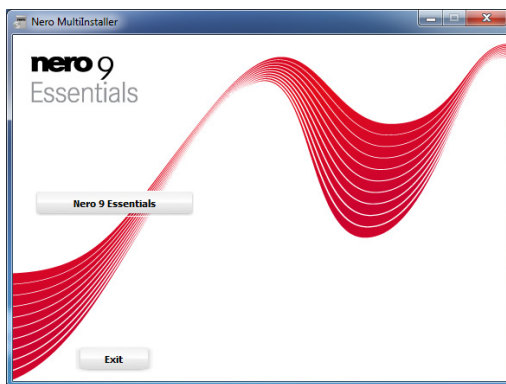 Nero MultiInstaller
nero 9
Essentials
Nero 9 Essentials
Exit